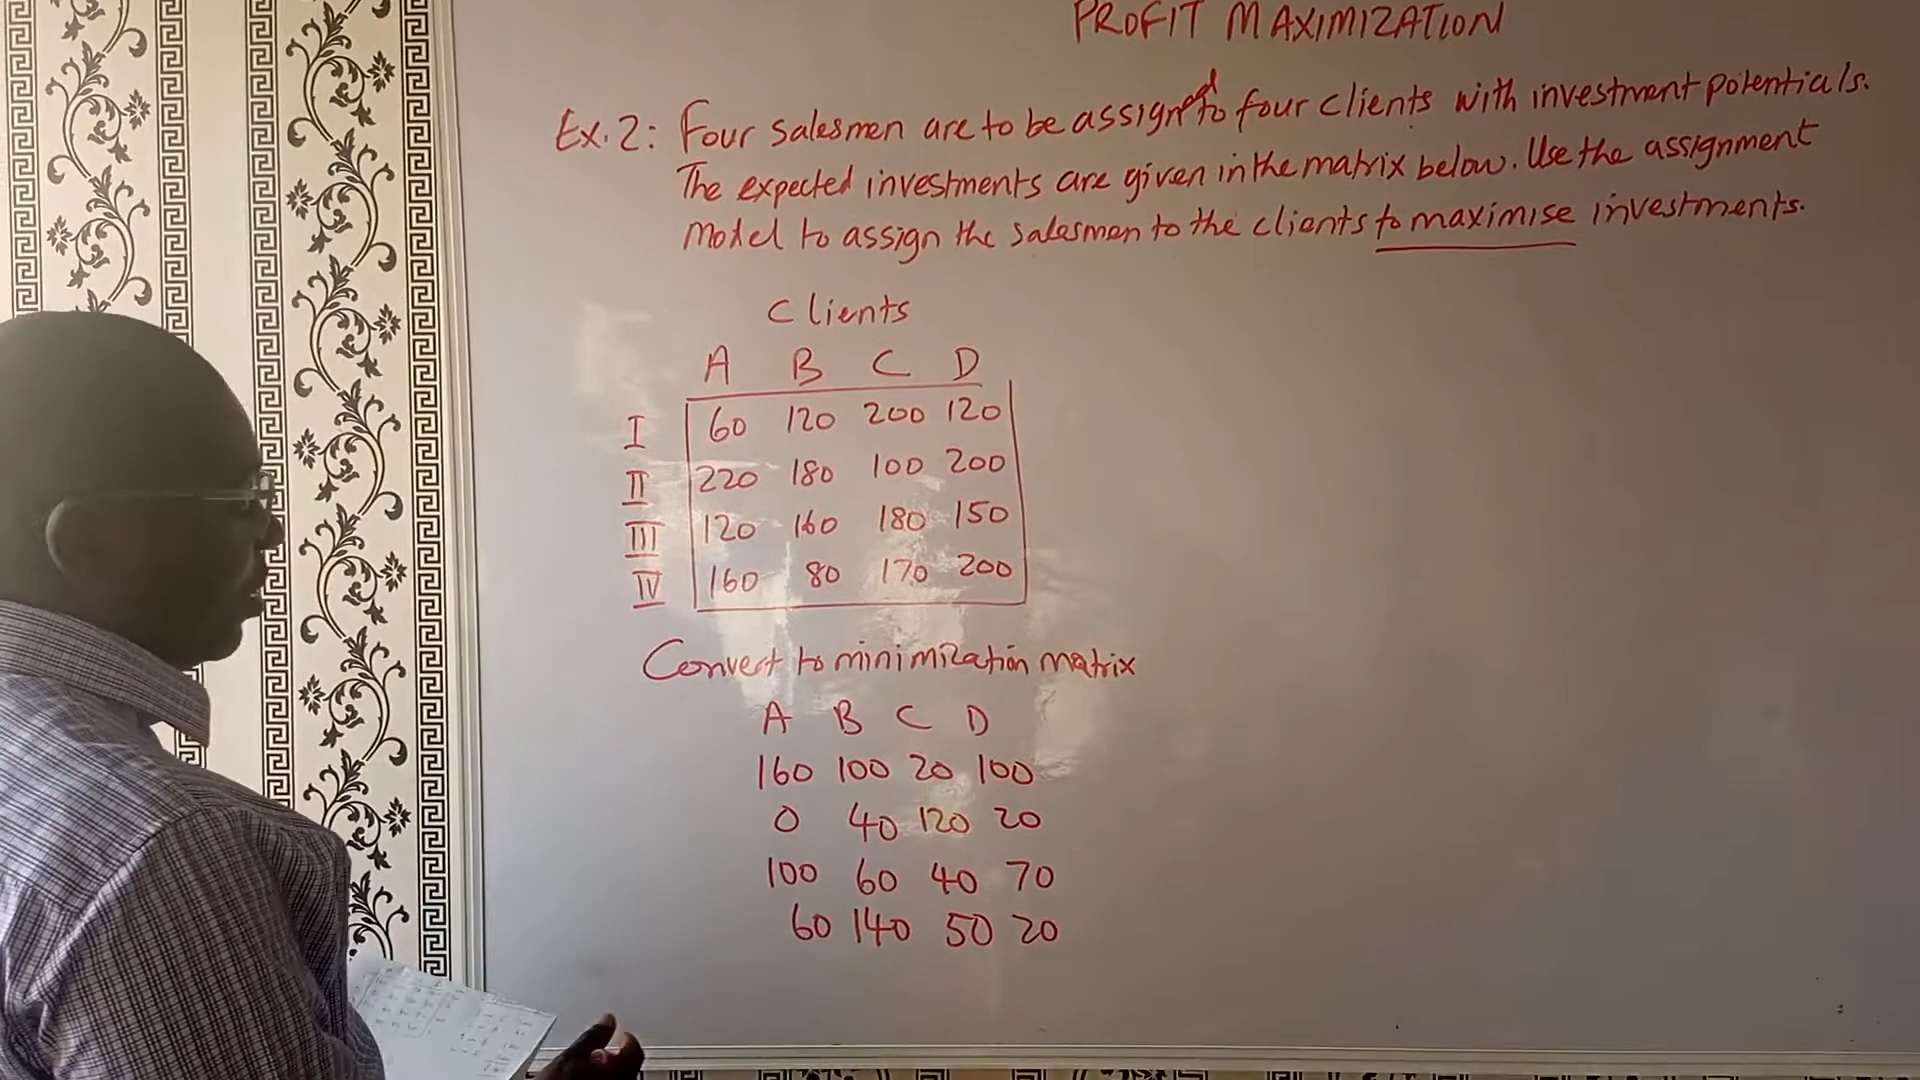 PROFIT MAXIMIZATION
Ex. 2: Four salesmen are to be assigned to four clients with investment potentials.
The expected investments are given in the matrix below. Use the assignment
model to assign the salesmen to the clients to maximise investments.
Clients
A B C D
I 60 120 200 120
II 220 180 100 200
III 120 160 180 150
IV 160 80 170 200
Convert to minimization matrix
A B C D
160 100 20 100
0 40 120 20
100 60 40 70
60 140 50 20